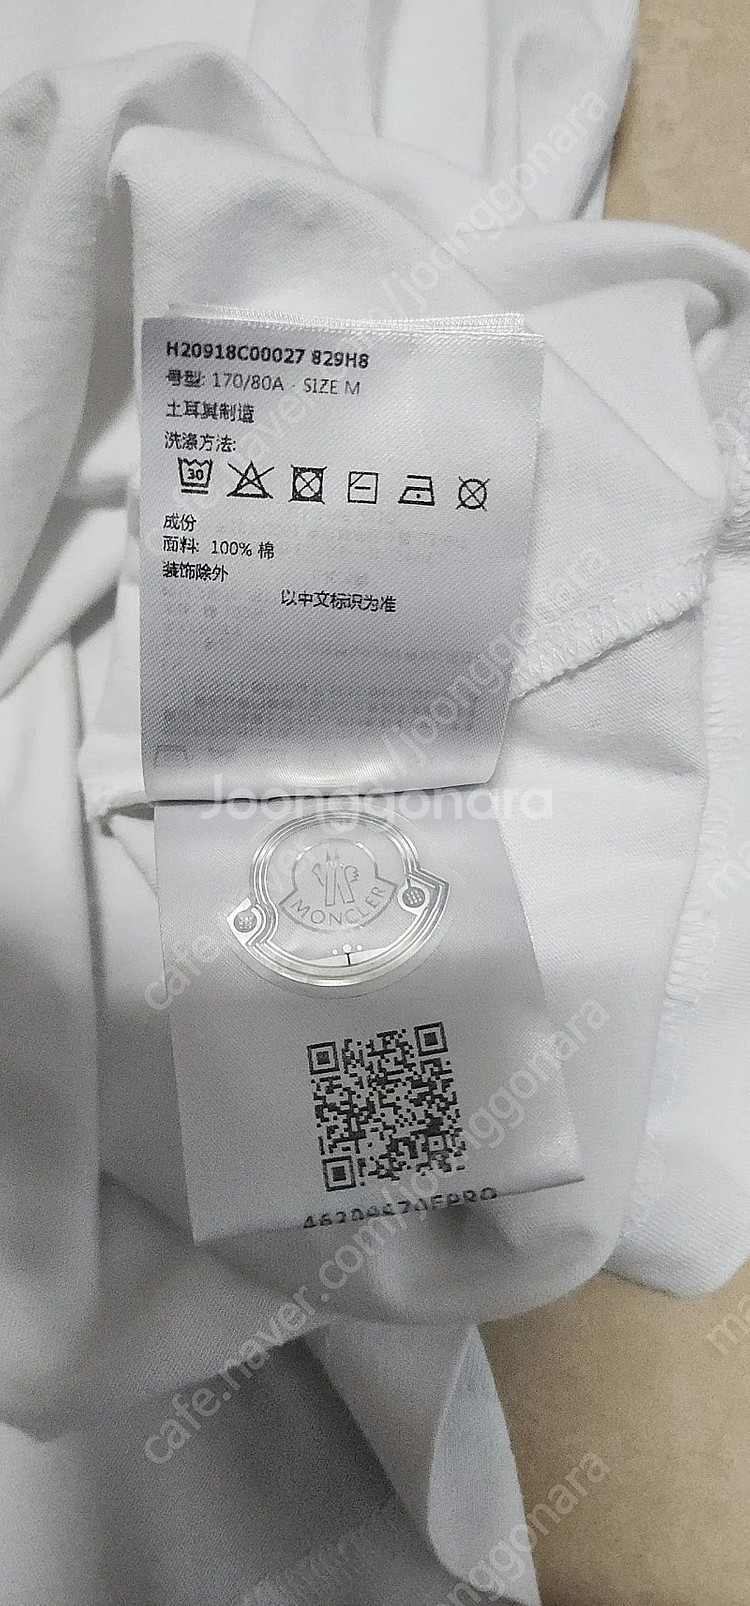 H20918C00027 829H8
号型: 170/80A · SIZE M
土耳其制造
洗涤方法:
30
成份
面料: 100% 棉
装饰除外
以中文标识为准
Joonggonara
MONCLER
cafe.naver.com/joonggonara